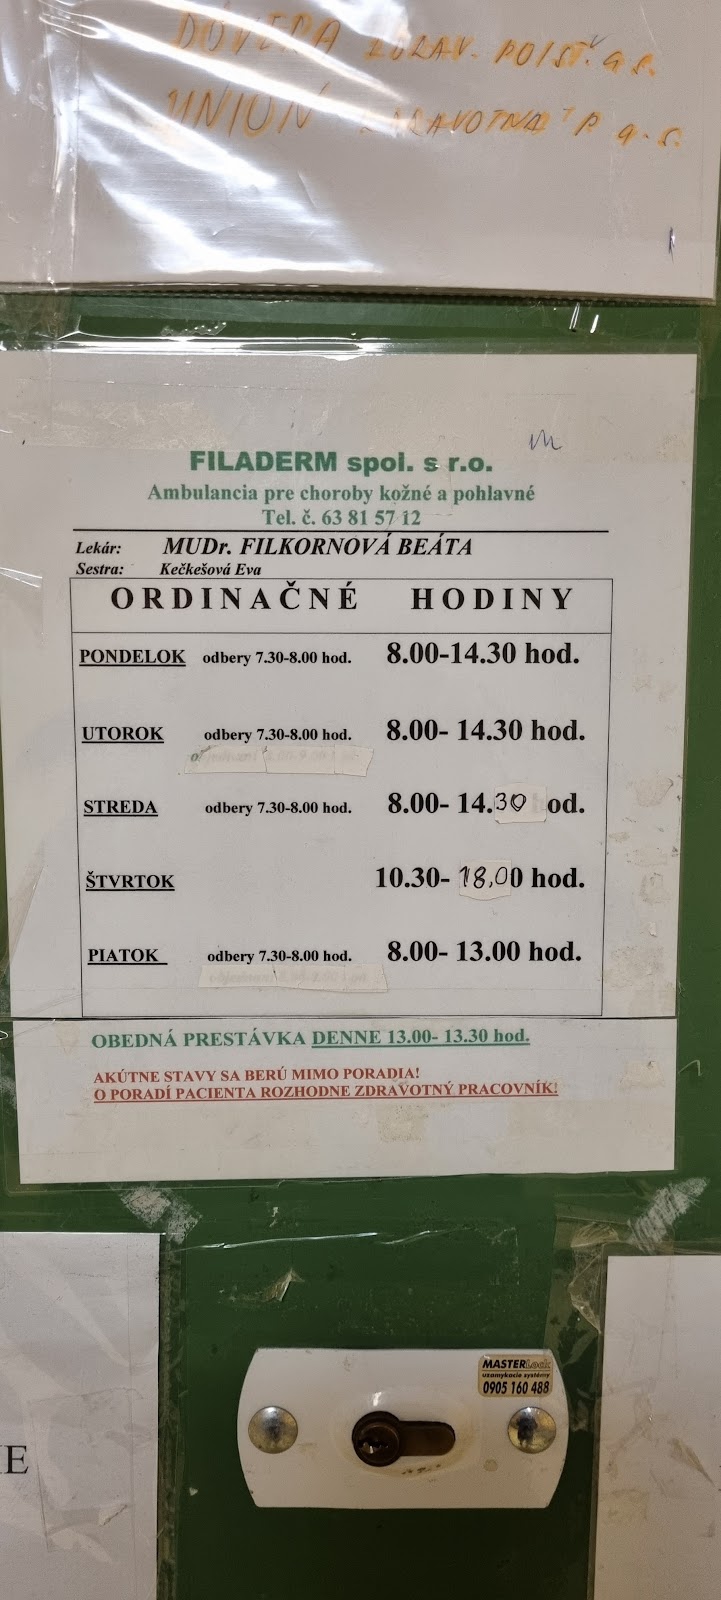 DÔVERA ZDRAV. POISŤ. a.s.
UNION ZDRAVOTNÁ P a.s.
FILADERM spol. s r.o.
Ambulancia pre choroby kožné a pohlavné
Tel. č. 63 81 57 12
Lekár: MUDr. FILKORNOVÁ BEÁTA
Sestra: Kečkešová Eva
ORDINAČNÉ HODINY
PONDELOK odbery 7.30-8.00 hod. 8.00-14.30 hod.
UTOROK odbery 7.30-8.00 hod. 8.00- 14.30 hod.
STREDA odbery 7.30-8.00 hod. 8.00- 14.30 od.
ŠTVRTOK 10.30- 18,00 hod.
PIATOK odbery 7.30-8.00 hod. 8.00- 13.00 hod.
OBEDNÁ PRESTÁVKA DENNE 13.00- 13.30 hod.
AKÚTNE STAVY SA BERÚ MIMO PORADIA!
O PORADÍ PACIENTA ROZHODNE ZDRAVOTNÝ PRACOVNÍK!
MASTERLock
uzamykacie systémy
0905 160 488